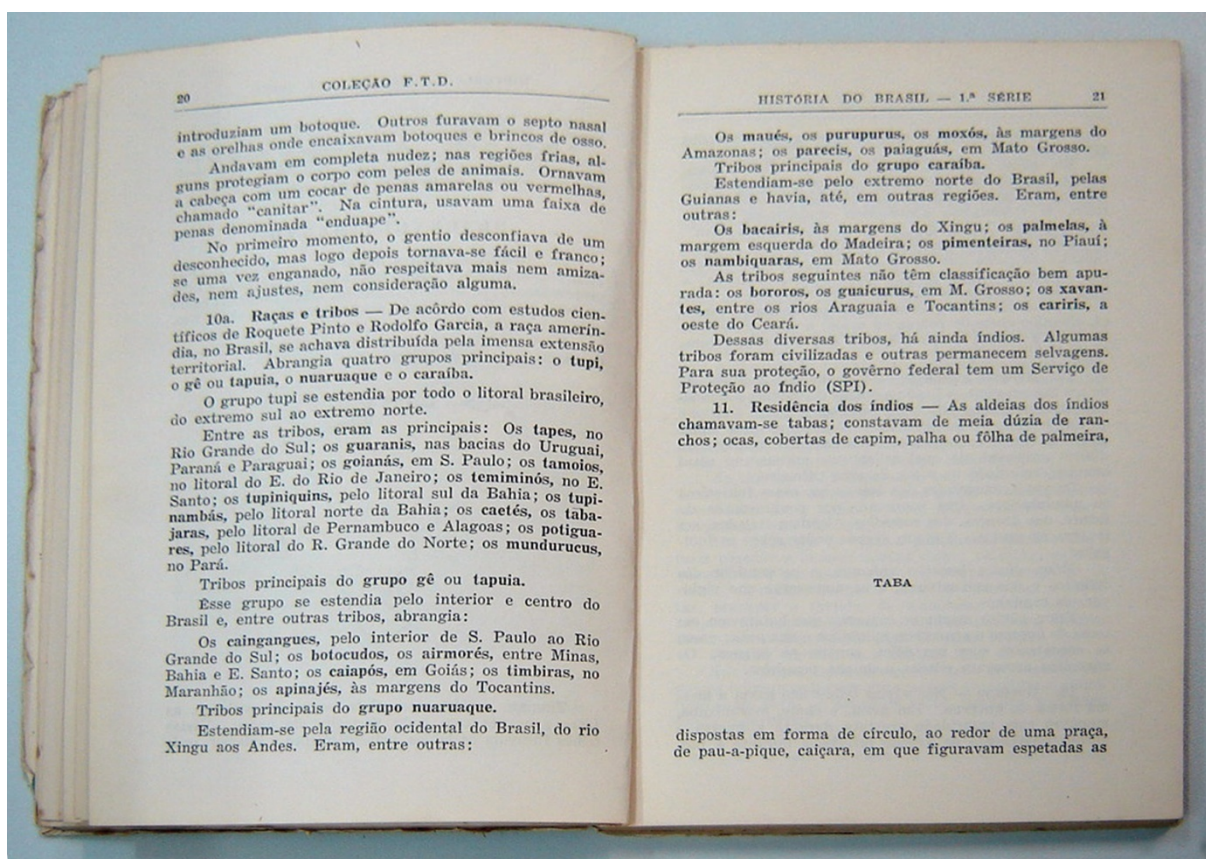 20
COLEÇÃO F.T.D.
introduziam um botoque. Outros furavam o septo nasal
e as orelhas onde encaixavam botoques e brincos de osso.
Andavam em completa nudez; nas regiões frias, al-
guns protegiam o corpo com peles de animais. Ornavam
a cabeça com um cocar de penas amarelas ou vermelhas,
chamado "canitar". Na cintura, usavam uma faixa de
penas denominada "enduape".
No primeiro momento, o gentio desconfiava de um
desconhecido, mas logo depois tornava-se fácil e franco;
se uma vez enganado, não respeitava mais nem amiza-
des, nem ajustes, nem consideração alguma.
10a. Raças e tribos — De acôrdo com estudos cien-
tíficos de Roquete Pinto e Rodolfo Garcia, a raça amerín-
dia, no Brasil, se achava distribuída pela imensa extensão
territorial. Abrangia quatro grupos principais: o tupi,
o gê ou tapuia, o nuaruaque e o caraíba.
O grupo tupi se estendia por todo o litoral brasileiro,
do extremo sul ao extremo norte.
Entre as tribos, eram as principais: Os tapes, no
Rio Grande do Sul; os guaranis, nas bacias do Uruguai,
Paraná e Paraguai; os goianás, em S. Paulo; os tamoios,
no litoral do E. do Rio de Janeiro; os temiminós, no E.
Santo; os tupiniquins, pelo litoral sul da Bahia; os tupi-
nambás, pelo litoral norte da Bahia; os caetés, os taba-
jaras, pelo litoral de Pernambuco e Alagoas; os potigua-
res, pelo litoral do R. Grande do Norte; os mundurucus,
no Pará.
Tribos principais do grupo gê ou tapuia.
Êsse grupo se estendia pelo interior e centro do
Brasil e, entre outras tribos, abrangia:
Os caingangues, pelo interior de S. Paulo ao Rio
Grande do Sul; os botocudos, os airmorés, entre Minas,
Bahia e E. Santo; os caiapós, em Goiás; os timbiras, no
Maranhão; os apinajés, às margens do Tocantins.
Tribos principais do grupo nuaruaque.
Estendiam-se pela região ocidental do Brasil, do rio
Xingu aos Andes. Eram, entre outras:
HISTÓRIA DO BRASIL — 1.ª SÉRIE 21
Os maués, os purupurus, os moxós, às margens do
Amazonas; os parecis, os paiaguás, em Mato Grosso.
Tribos principais do grupo caraíba.
Estendiam-se pelo extremo norte do Brasil, pelas
Guianas e havia, até, em outras regiões. Eram, entre
outras:
Os bacairis, às margens do Xingu; os palmelas, à
margem esquerda do Madeira; os pimenteiras, no Piauí;
os nambiquaras, em Mato Grosso.
As tribos seguintes não têm classificação bem apu-
rada: os bororos, os guaicurus, em M. Grosso; os xavan-
tes, entre os rios Araguaia e Tocantins; os cariris, a
oeste do Ceará.
Dessas diversas tribos, há ainda índios. Algumas
tribos foram civilizadas e outras permanecem selvagens.
Para sua proteção, o govêrno federal tem um Serviço de
Proteção ao Índio (SPI).
11. Residência dos índios — As aldeias dos índios
chamavam-se tabas; constavam de meia dúzia de ran-
chos; ocas, cobertas de capim, palha ou fôlha de palmeira,
TABA
dispostas em forma de círculo, ao redor de uma praça,
de pau-a-pique, caiçara, em que figuravam espetadas as